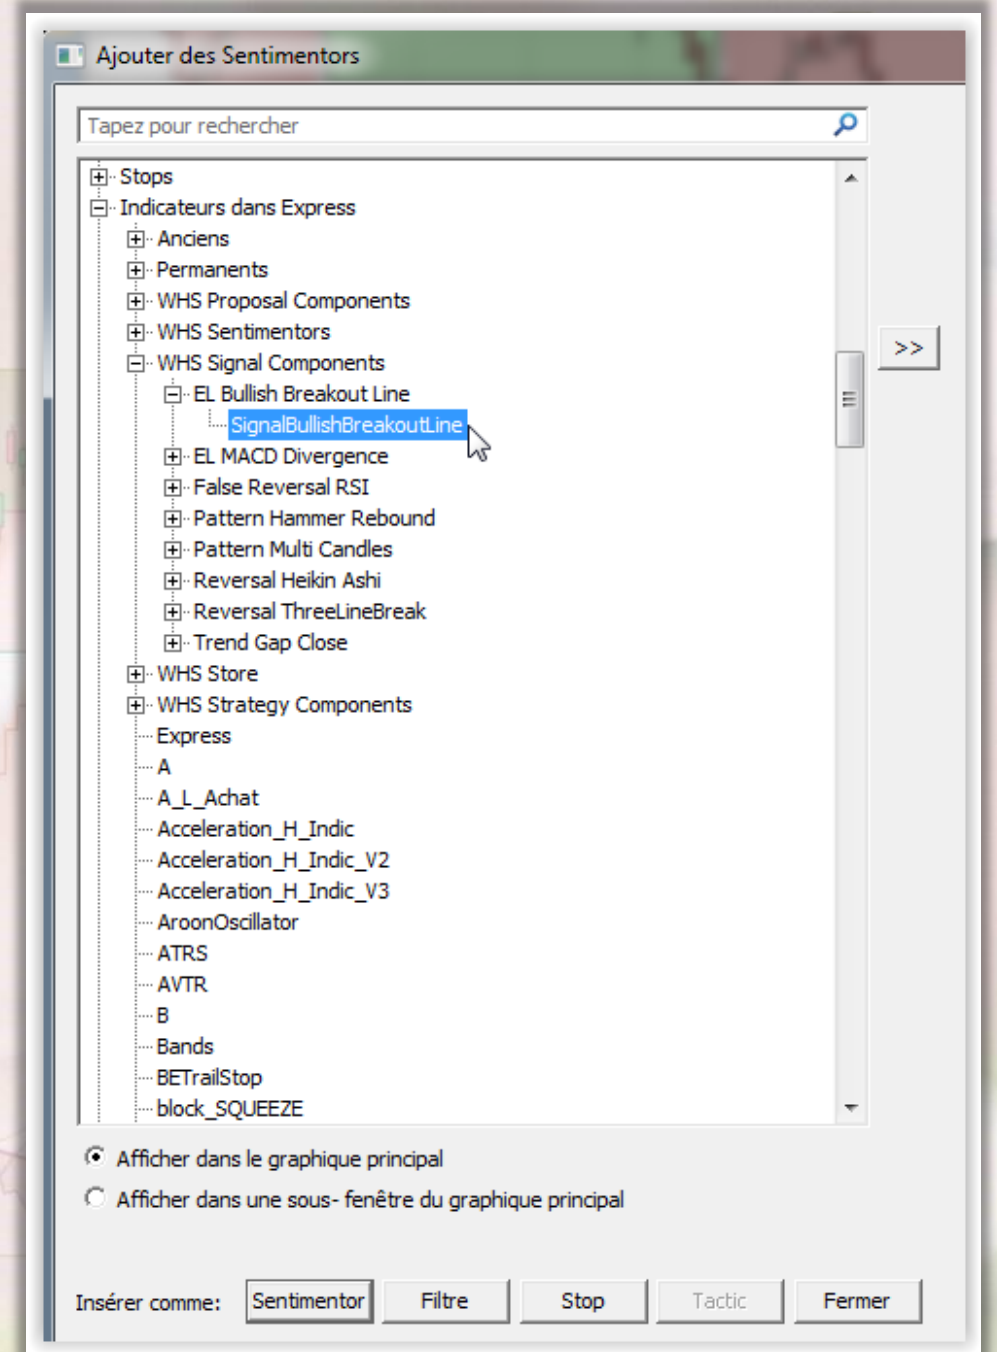 Ajouter des Sentimentors
Tapez pour rechercher
Stops
Indicateurs dans Express
Anciens
Permanents
WHS Proposal Components
WHS Sentimentors
WHS Signal Components
>>
EL Bullish Breakout Line
SignalBullishBreakoutLine
EL MACD Divergence
False Reversal RSI
Pattern Hammer Rebound
Pattern Multi Candles
Reversal Heikin Ashi
Reversal ThreeLineBreak
Trend Gap Close
WHS Store
WHS Strategy Components
Express
A
A_L_Achat
Acceleration_H_Indic
Acceleration_H_Indic_V2
Acceleration_H_Indic_V3
AroonOscillator
ATRS
AVTR
B
Bands
BETrailStop
block_SQUEEZE
Afficher dans le graphique principal
Afficher dans une sous- fenêtre du graphique principal
Insérer comme: Sentimentor Filtre Stop Tactic Fermer